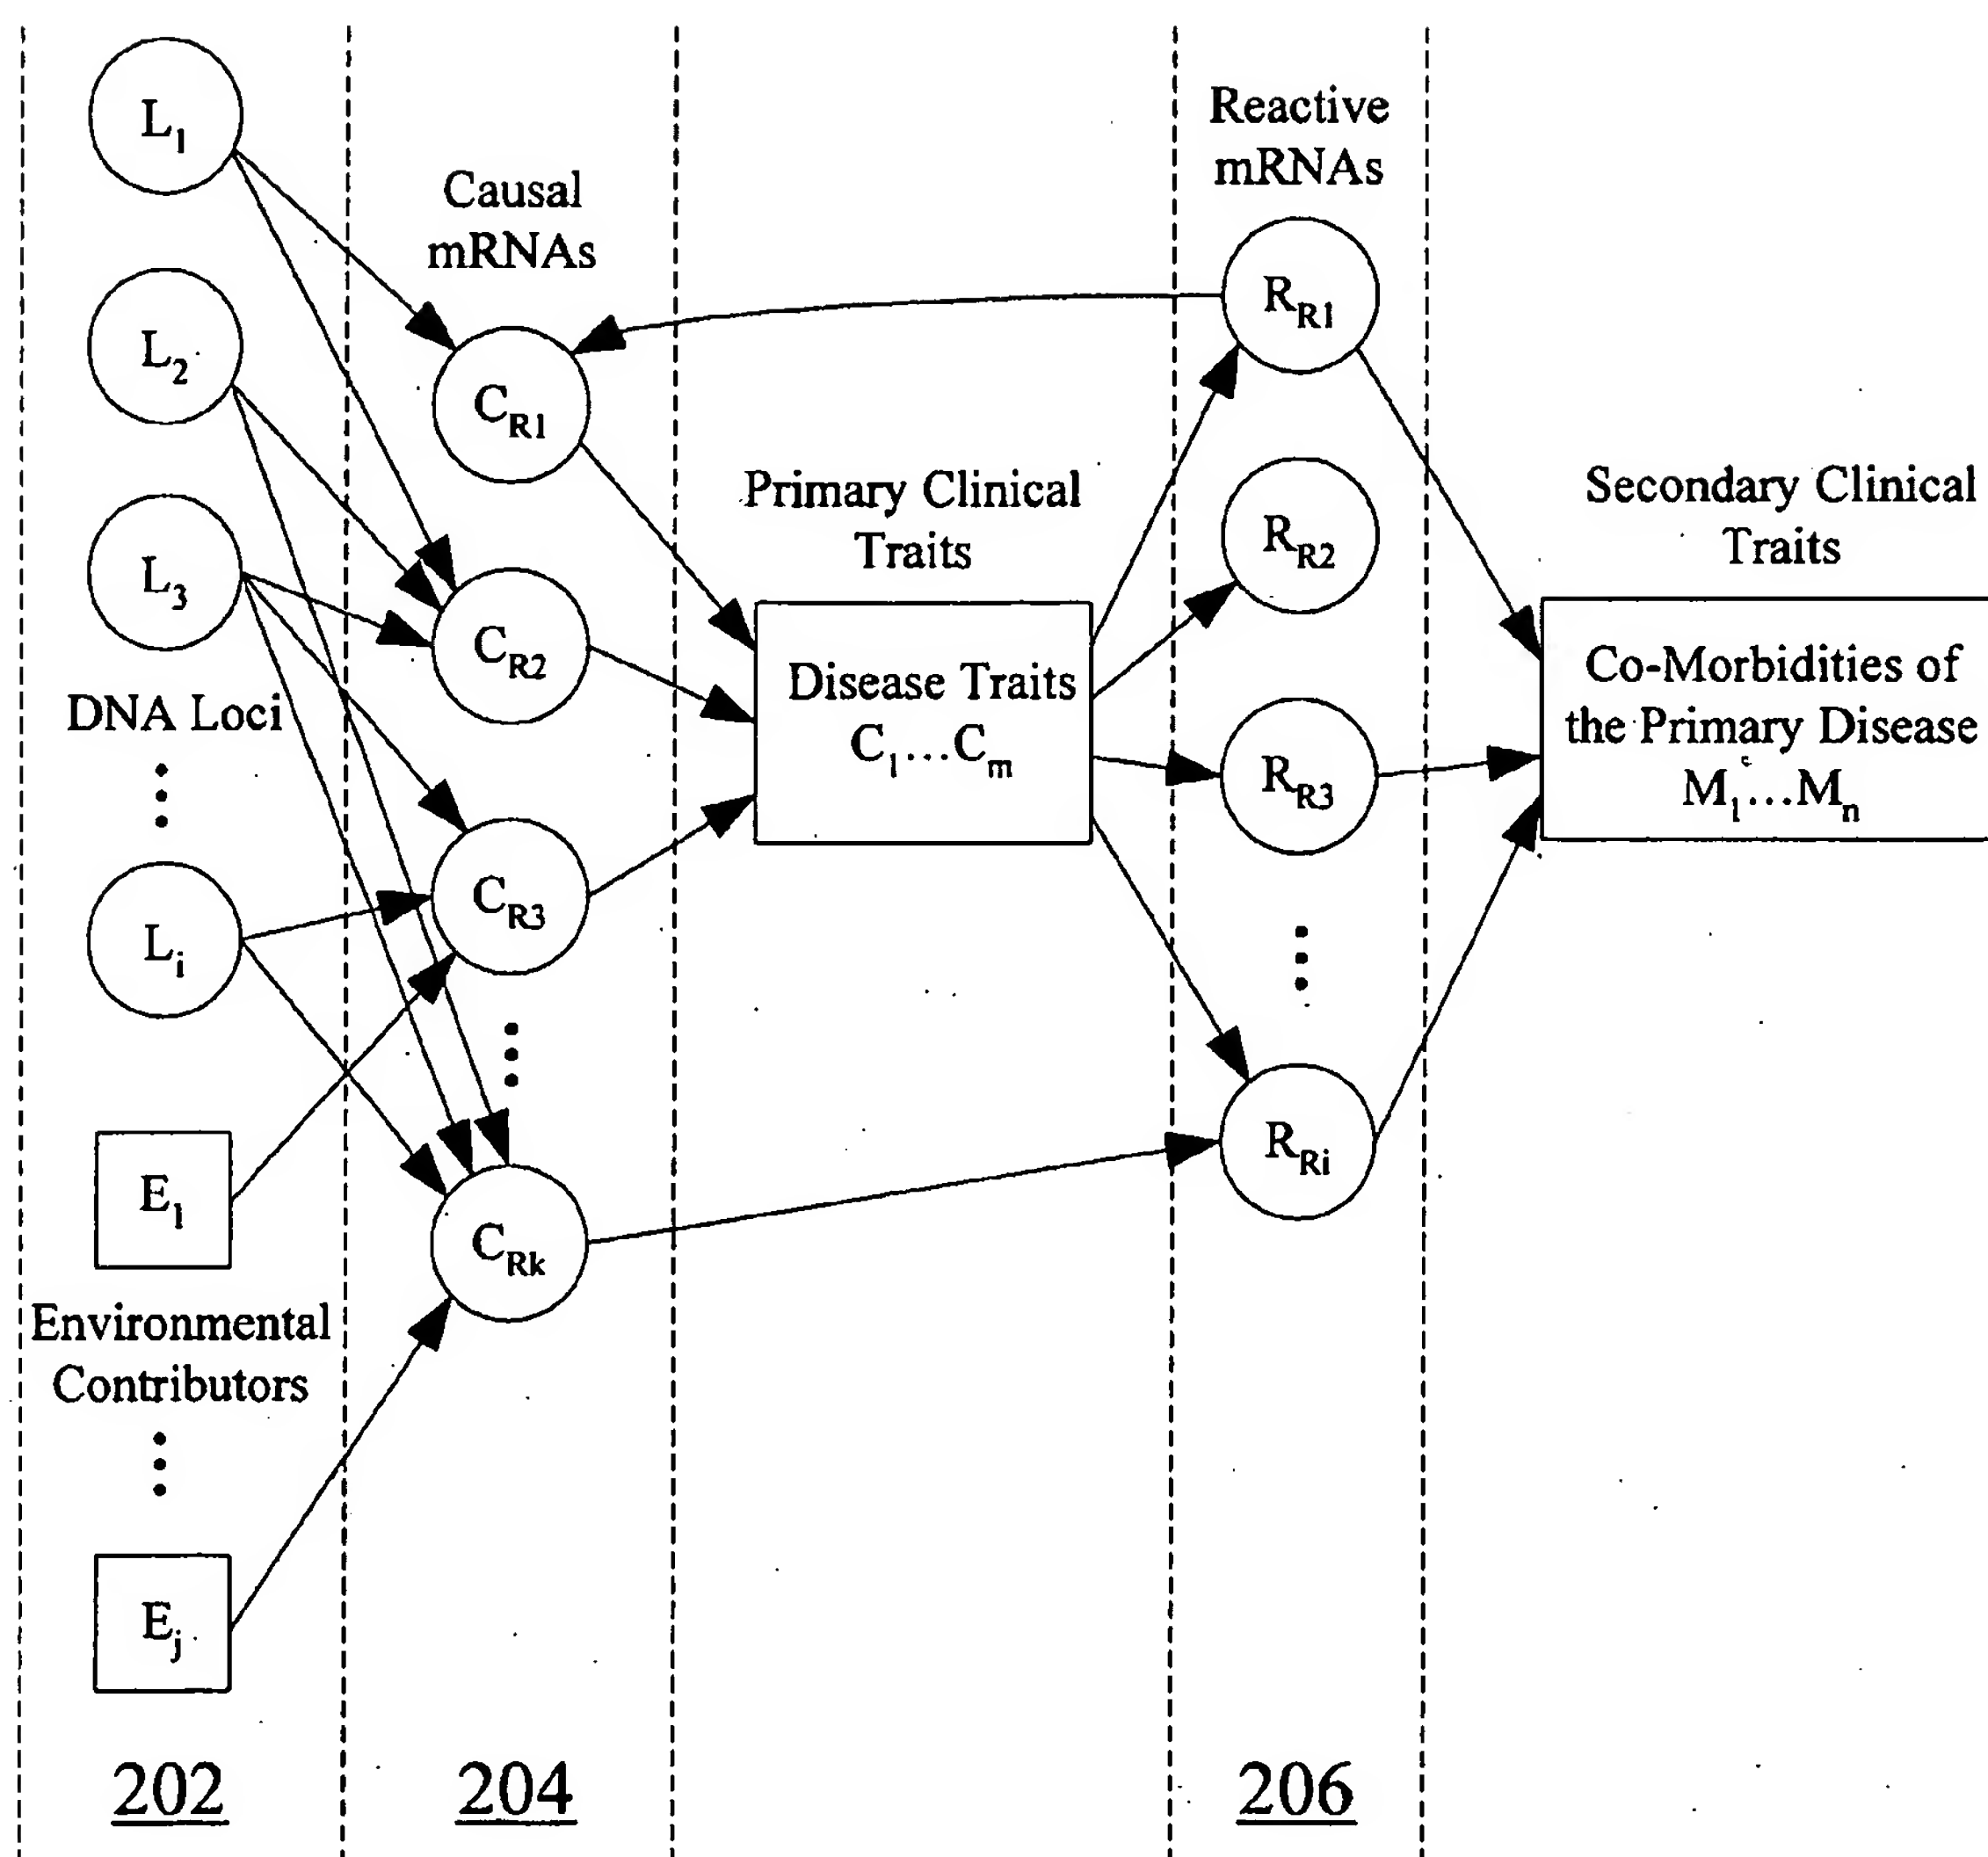 L1
L2
L3
DNA Loci
Li
E1
Environmental
Contributors
Ej
202
Causal
mRNAs
CR1
CR2
CR3
CRk
204
Primary Clinical
Traits
Disease Traits
C1...Cm
Reactive
mRNAs
RR1
RR2
RR3
RRi
206
Secondary Clinical
Traits
Co-Morbidities of
the Primary Disease
M1...Mn